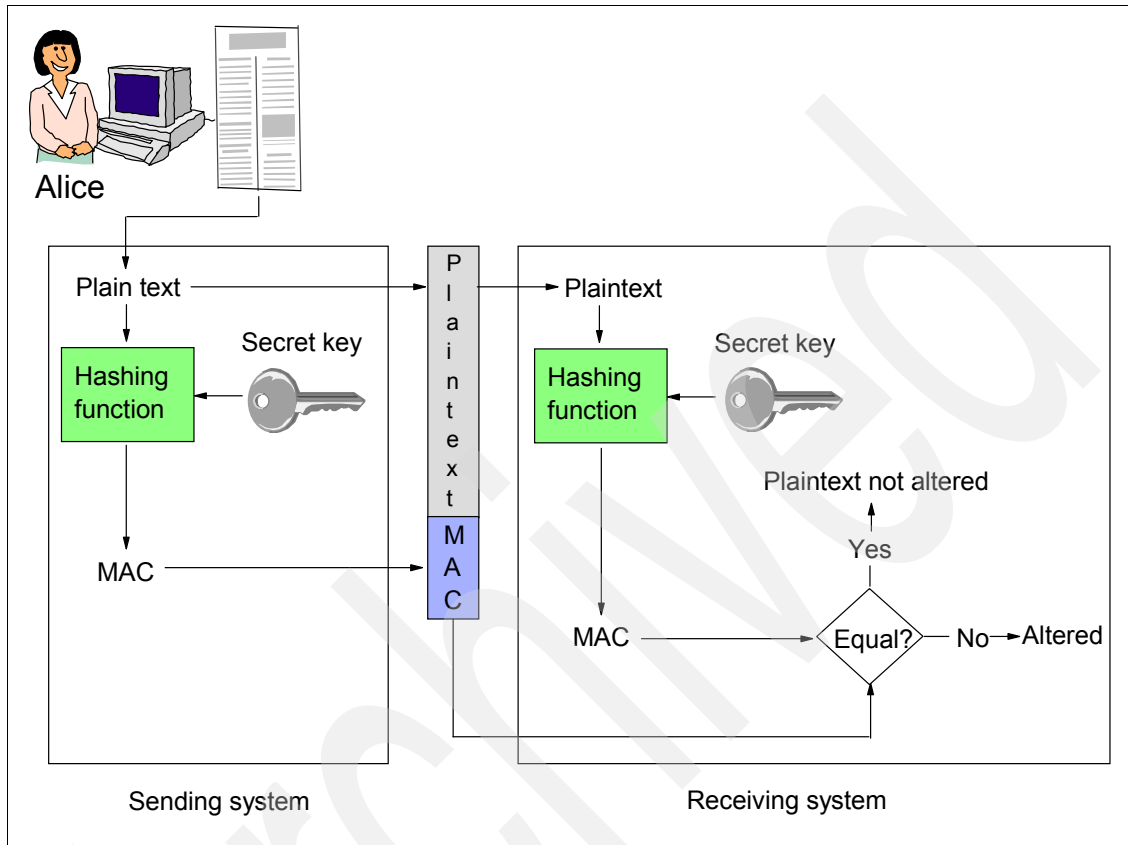 Alice
Plain text
Secret key
Hashing
function
MAC
Plaintext
MAC
Plaintext
Secret key
Hashing
function
Plaintext not altered
Yes
MAC
Equal?
No
Altered
Sending system
Receiving system
Archived